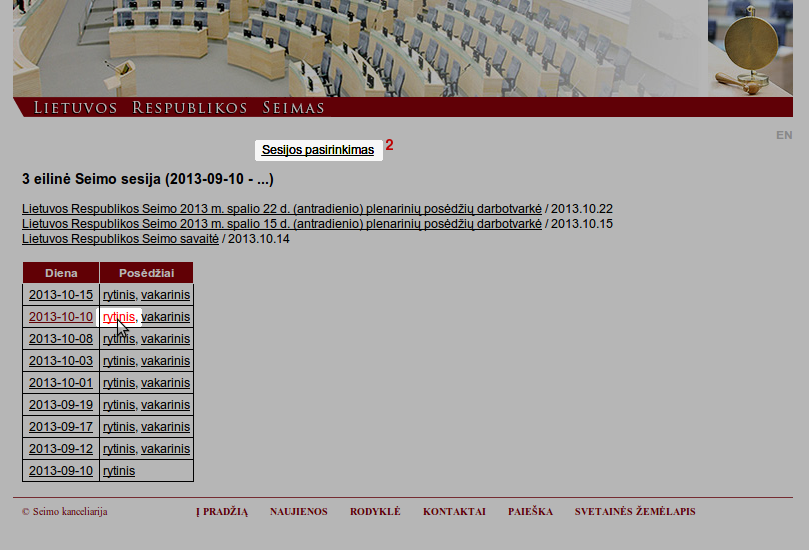 LIETUVOS RESPUBLIKOS SEIMAS
EN
Sesijos pasirinkimas 2
3 eilinė Seimo sesija (2013-09-10 - ...)
Lietuvos Respublikos Seimo 2013 m. spalio 22 d. (antradienio) plenarinių posėdžių darbotvarkė / 2013.10.22
Lietuvos Respublikos Seimo 2013 m. spalio 15 d. (antradienio) plenarinių posėdžių darbotvarkė / 2013.10.15
Lietuvos Respublikos Seimo savaitė / 2013.10.14
Diena Posėdžiai
2013-10-15 rytinis, vakarinis
2013-10-10 rytinis, vakarinis
2013-10-08 rytinis, vakarinis
2013-10-03 rytinis, vakarinis
2013-10-01 rytinis, vakarinis
2013-09-19 rytinis, vakarinis
2013-09-17 rytinis, vakarinis
2013-09-12 rytinis, vakarinis
2013-09-10 rytinis
© Seimo kanceliarija Į PRADŽIĄ NAUJIENOS RODYKLĖ KONTAKTAI PAIEŠKA SVETAINĖS ŽEMĖLAPIS